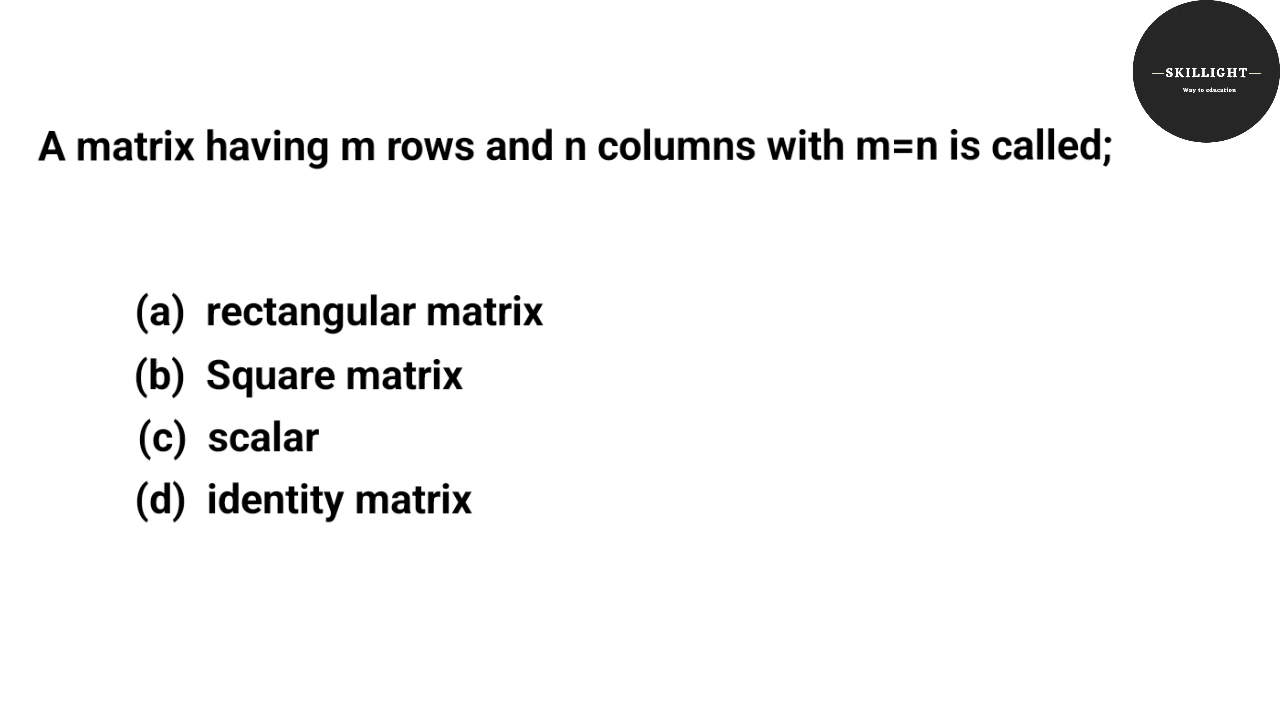 —SKILLIGHT—
Way to education
A matrix having m rows and n columns with m=n is called;
(a) rectangular matrix
(b) Square matrix
(c) scalar
(d) identity matrix